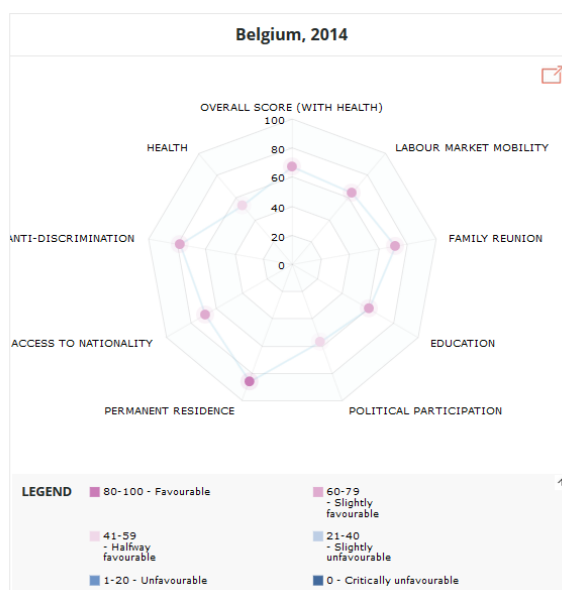 Belgium, 2014
OVERALL SCORE (WITH HEALTH)
100
HEALTH
LABOUR MARKET MOBILITY
80
60
40
ANTI-DISCRIMINATION
FAMILY REUNION
20
0
ACCESS TO NATIONALITY
EDUCATION
PERMANENT RESIDENCE
POLITICAL PARTICIPATION
LEGEND
80-100 - Favourable
60-79
- Slightly
favourable
41-59
- Halfway
favourable
21-40
- Slightly
unfavourable
1-20 - Unfavourable
0 - Critically unfavourable